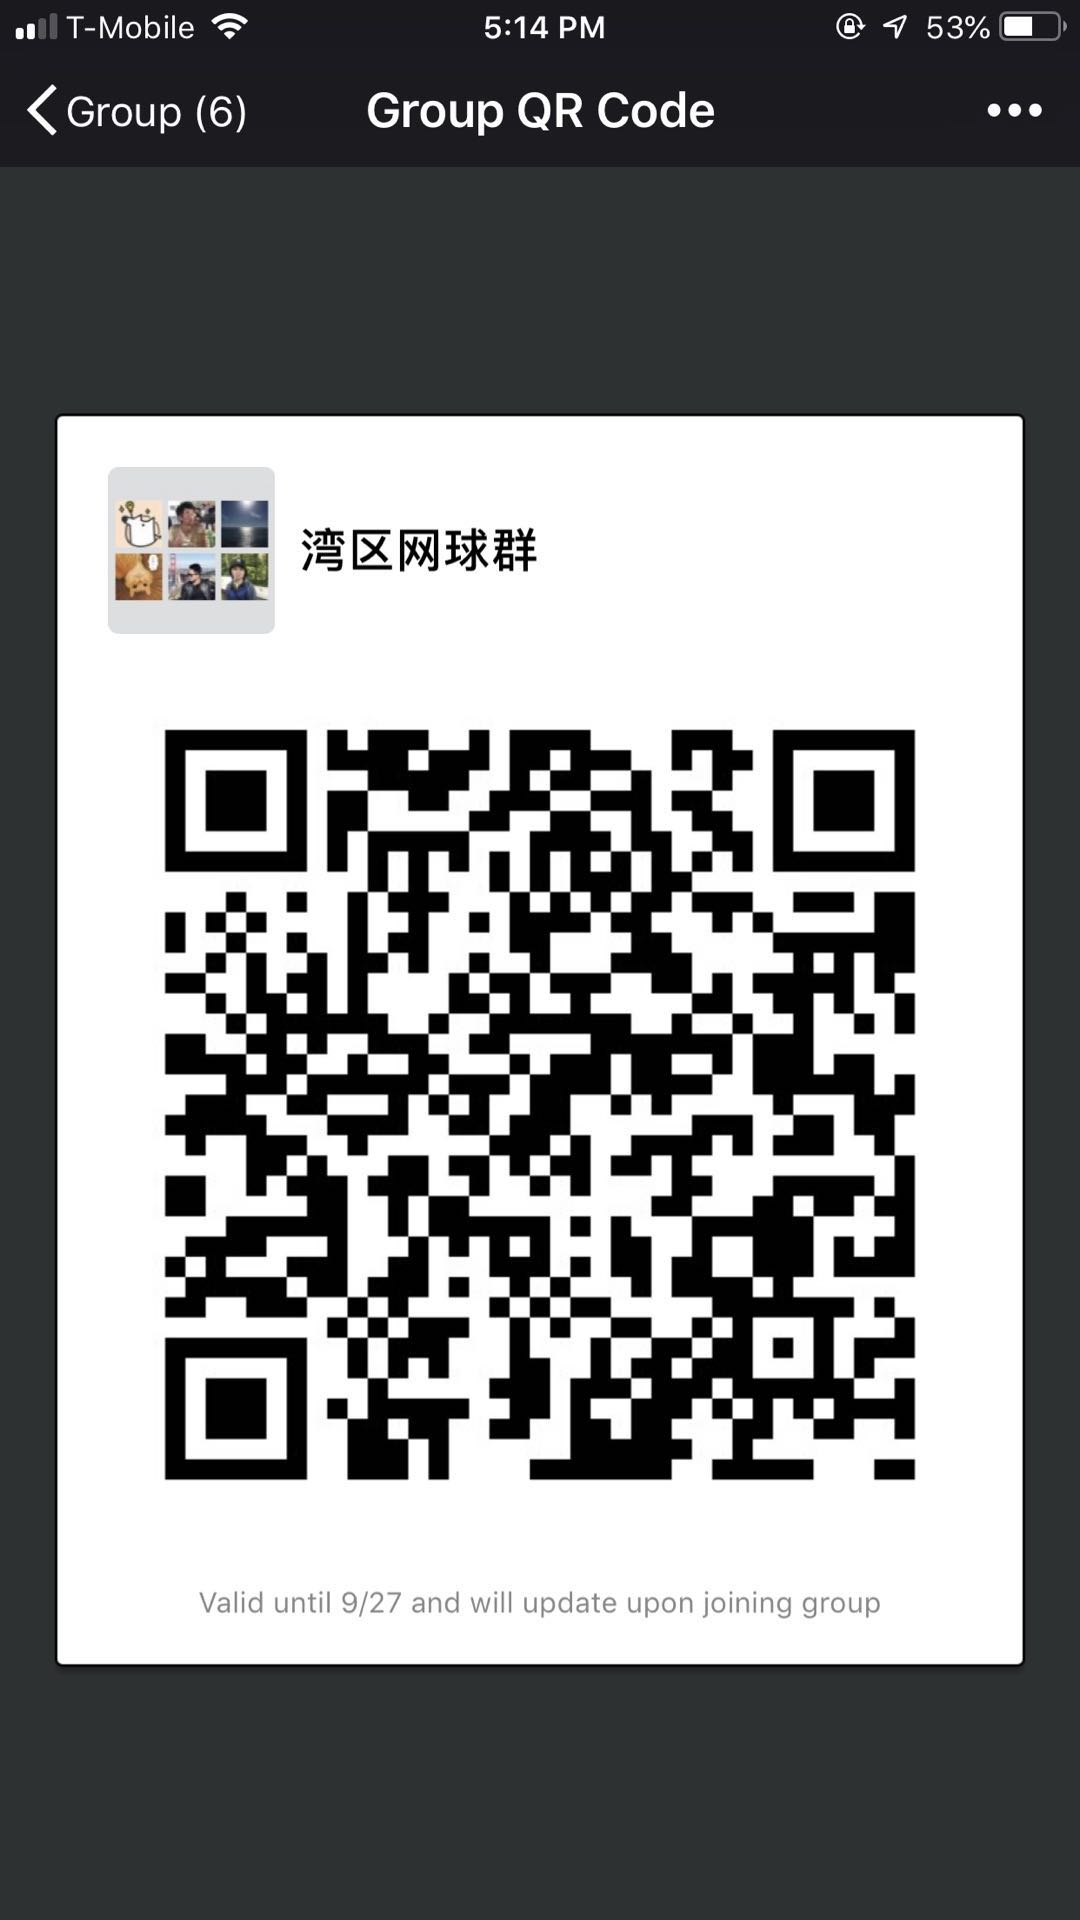 T-Mobile 5:14 PM 53%
Group (6) Group QR Code
湾区网球群
Valid until 9/27 and will update upon joining group